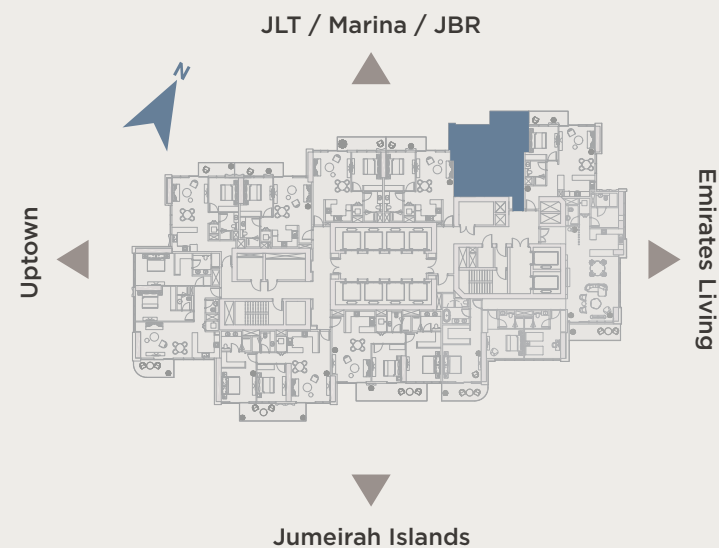 JLT / Marina / JBR
N
Uptown
Emirates Living
Jumeirah Islands